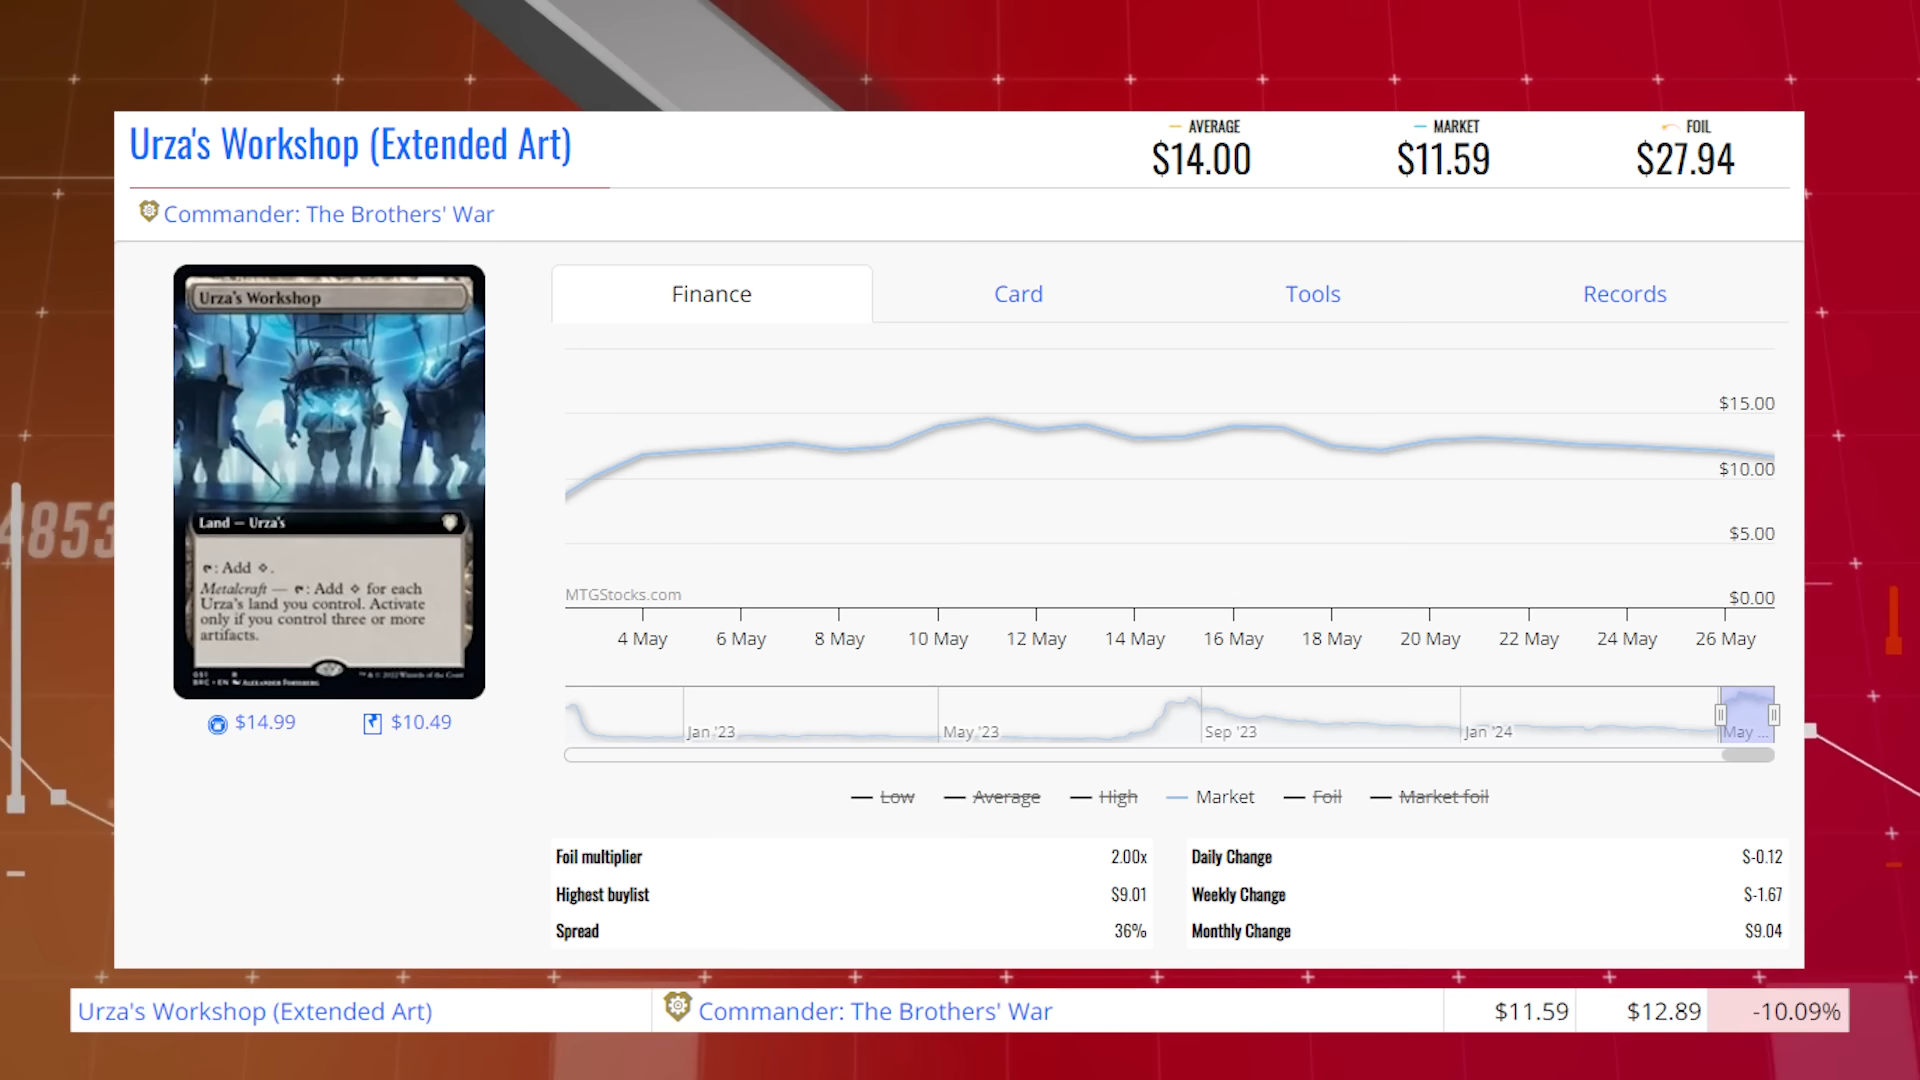 Urza's Workshop (Extended Art)
AVERAGE
$14.00
MARKET
$11.59
FOIL
$27.94
Commander: The Brothers' War
Finance
Card
Tools
Records
Urza's Workshop
Land — Urza's
: Add .
Metalcraft — : Add for each
Urza's land you control. Activate
only if you control three or more
artifacts.
BRC • EN ALEXANDER FORSSBERG
$14.99
$10.49
$15.00
$10.00
$5.00
$0.00
MTGStocks.com
4 May
6 May
8 May
10 May
12 May
14 May
16 May
18 May
20 May
22 May
24 May
26 May
Jan '23
May '23
Sep '23
Jan '24
May ...
Low
Average
High
Market
Foil
Market foil
Foil multiplier
2.00x
Highest buylist
$9.01
Spread
36%
Daily Change
$-0.12
Weekly Change
$-1.67
Monthly Change
$9.04
4853
Urza's Workshop (Extended Art)
Commander: The Brothers' War
$11.59
$12.89
-10.09%